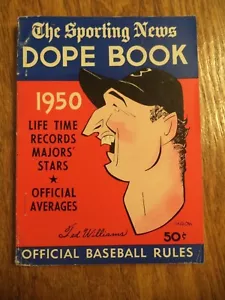 The Sporting News
DOPE BOOK
1950
LIFE TIME
RECORDS
MAJORS'
STARS
★
OFFICIAL
AVERAGES
Ted Williams
50¢
OFFICIAL BASEBALL RULES